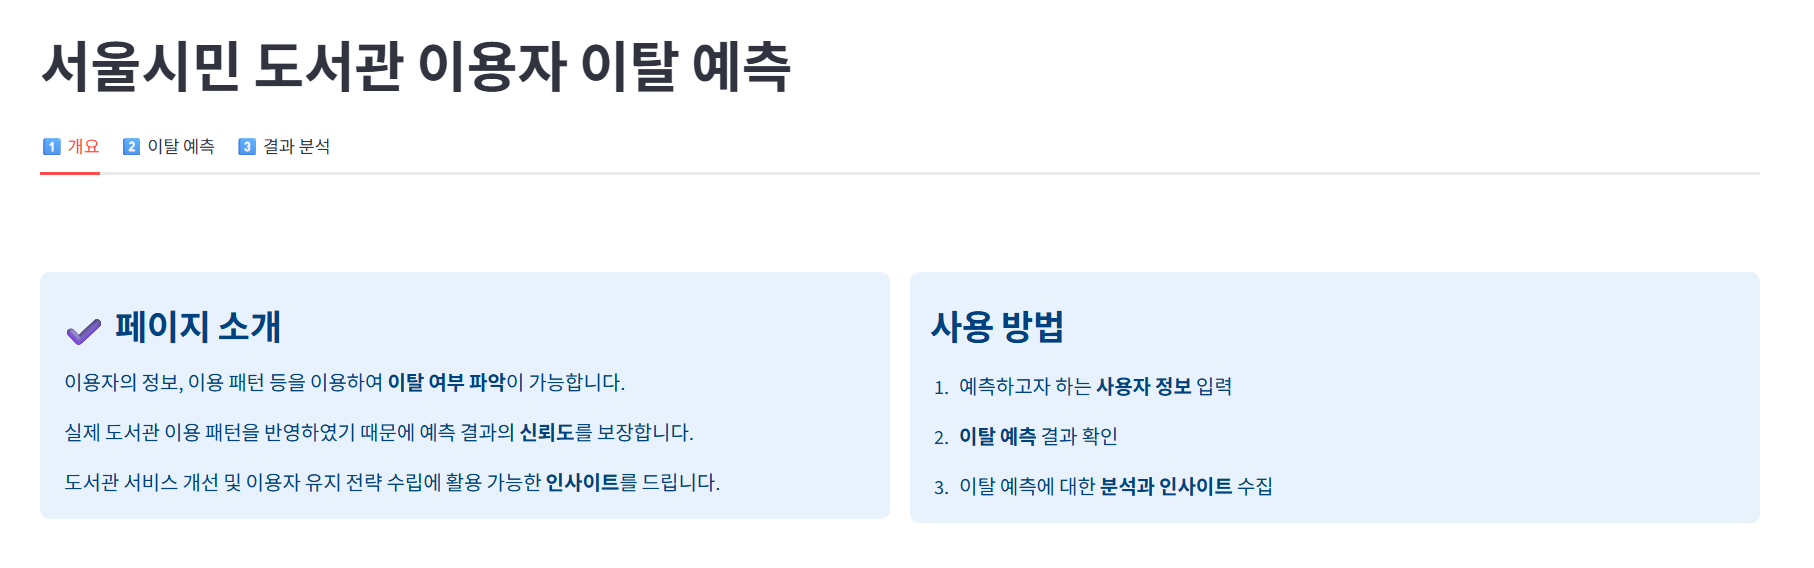 서울시민 도서관 이용자 이탈 예측
1 개요 2 이탈 예측 3 결과 분석
페이지 소개
이용자의 정보, 이용 패턴 등을 이용하여 이탈 여부 파악이 가능합니다.
실제 도서관 이용 패턴을 반영하였기 때문에 예측 결과의 신뢰도를 보장합니다.
도서관 서비스 개선 및 이용자 유지 전략 수립에 활용 가능한 인사이트를 드립니다.
사용 방법
1. 예측하고자 하는 사용자 정보 입력
2. 이탈 예측 결과 확인
3. 이탈 예측에 대한 분석과 인사이트 수집